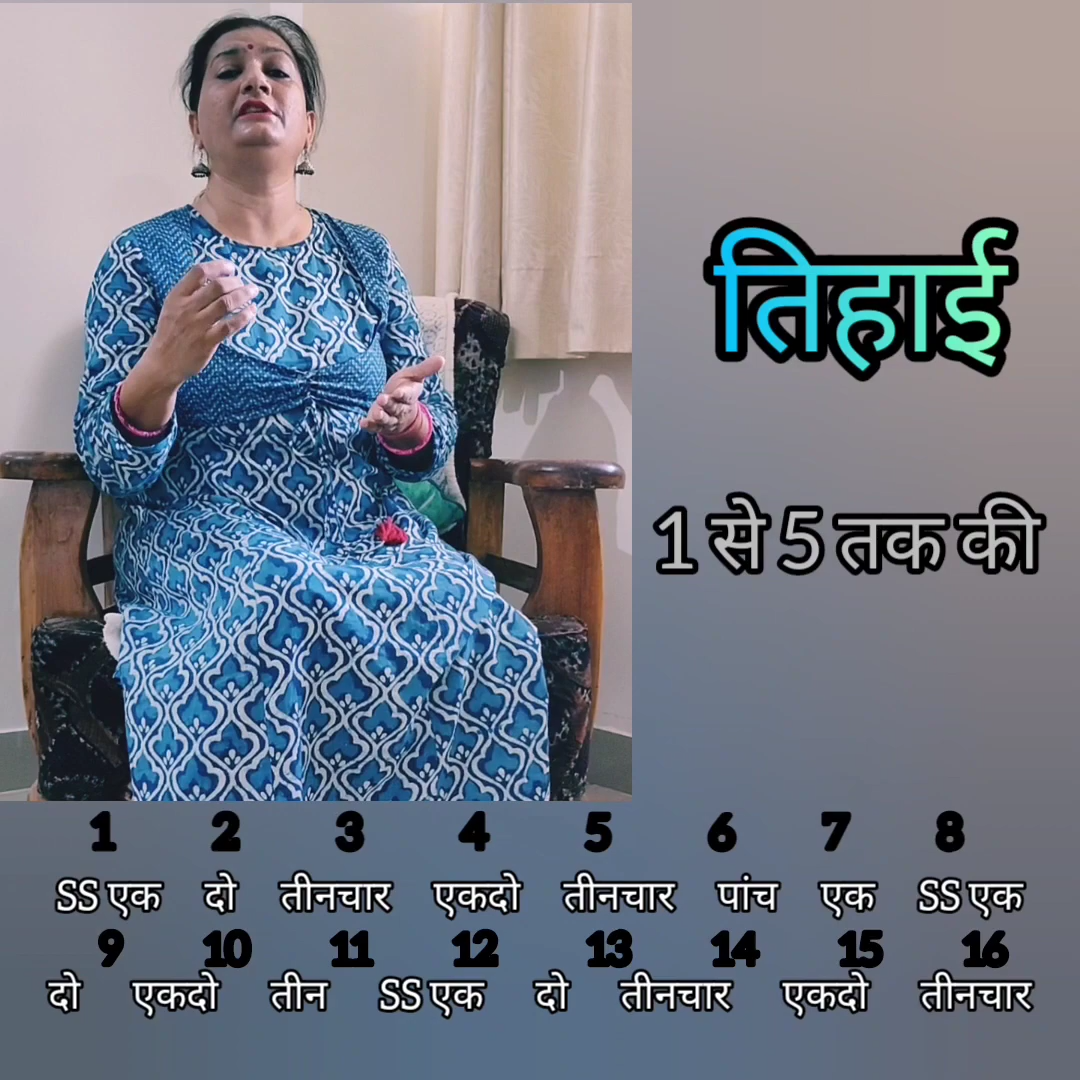 तिहाई
1 से 5 तक की
1 2 3 4 5 6 7 8
SS एक दो तीनचार एकदो तीनचार पांच एक SS एक
9 10 11 12 13 14 15 16
दो एकदो तीन SS एक दो तीनचार एकदो तीनचार